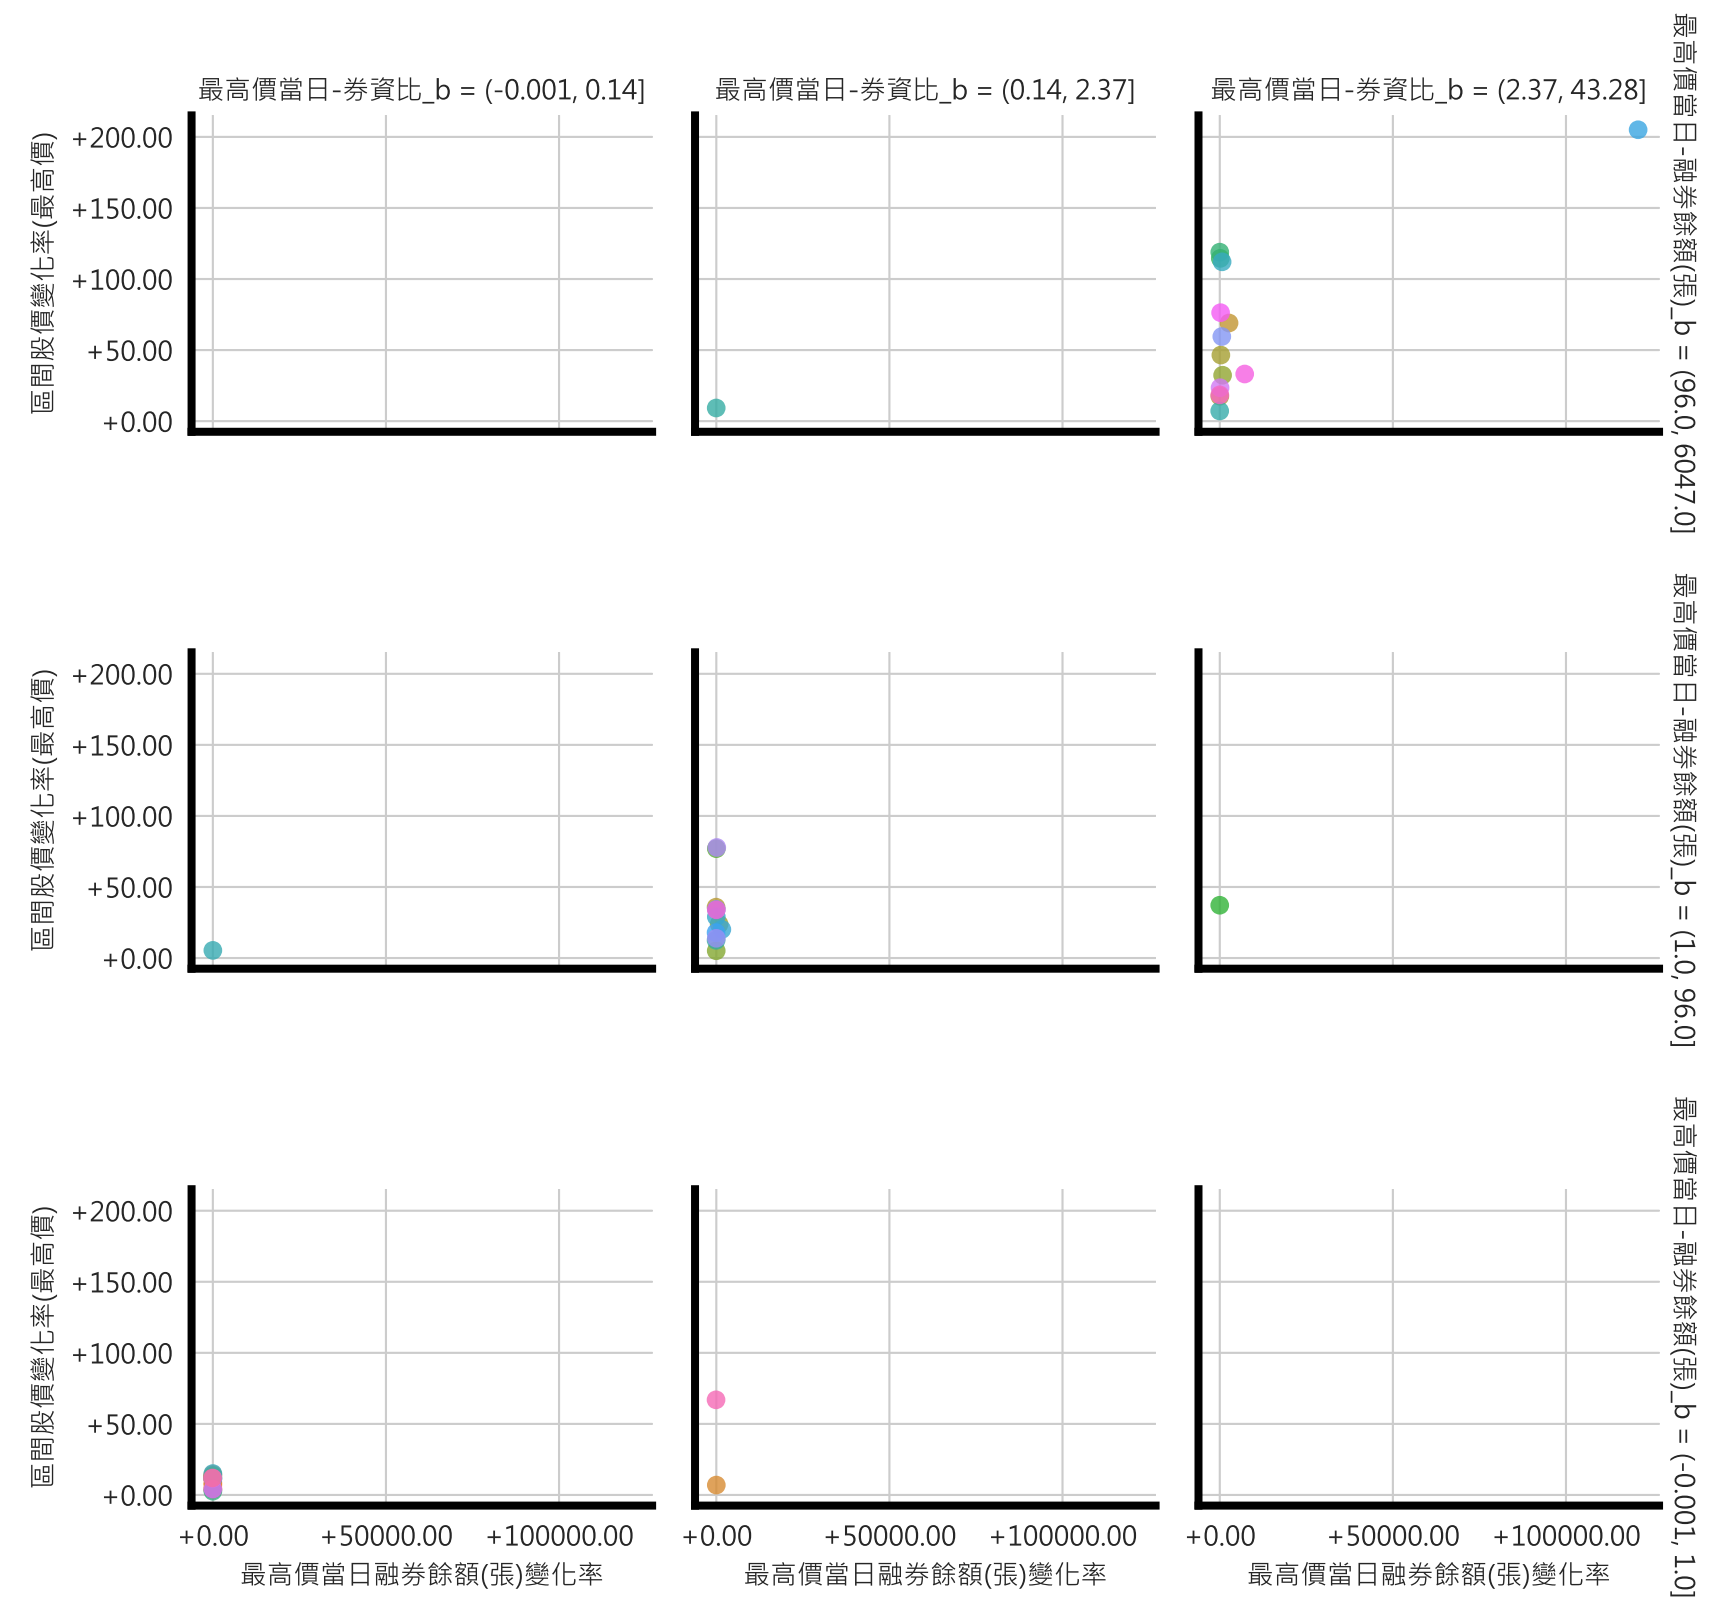 最高價當日-券資比_b = (-0.001, 0.14]
最高價當日-券資比_b = (0.14, 2.37]
最高價當日-券資比_b = (2.37, 43.28]
最高價當日-融券餘額(張)_b = (96.0, 6047.0]
區間股價變化率(最高價)
+200.00
+150.00
+100.00
+50.00
+0.00
最高價當日-融券餘額(張)_b = (1.0, 96.0]
區間股價變化率(最高價)
+200.00
+150.00
+100.00
+50.00
+0.00
最高價當日-融券餘額(張)_b = (-0.001, 1.0]
區間股價變化率(最高價)
+200.00
+150.00
+100.00
+50.00
+0.00
+0.00 +50000.00 +100000.00
+0.00 +50000.00 +100000.00
+0.00 +50000.00 +100000.00
最高價當日融券餘額(張)變化率
最高價當日融券餘額(張)變化率
最高價當日融券餘額(張)變化率